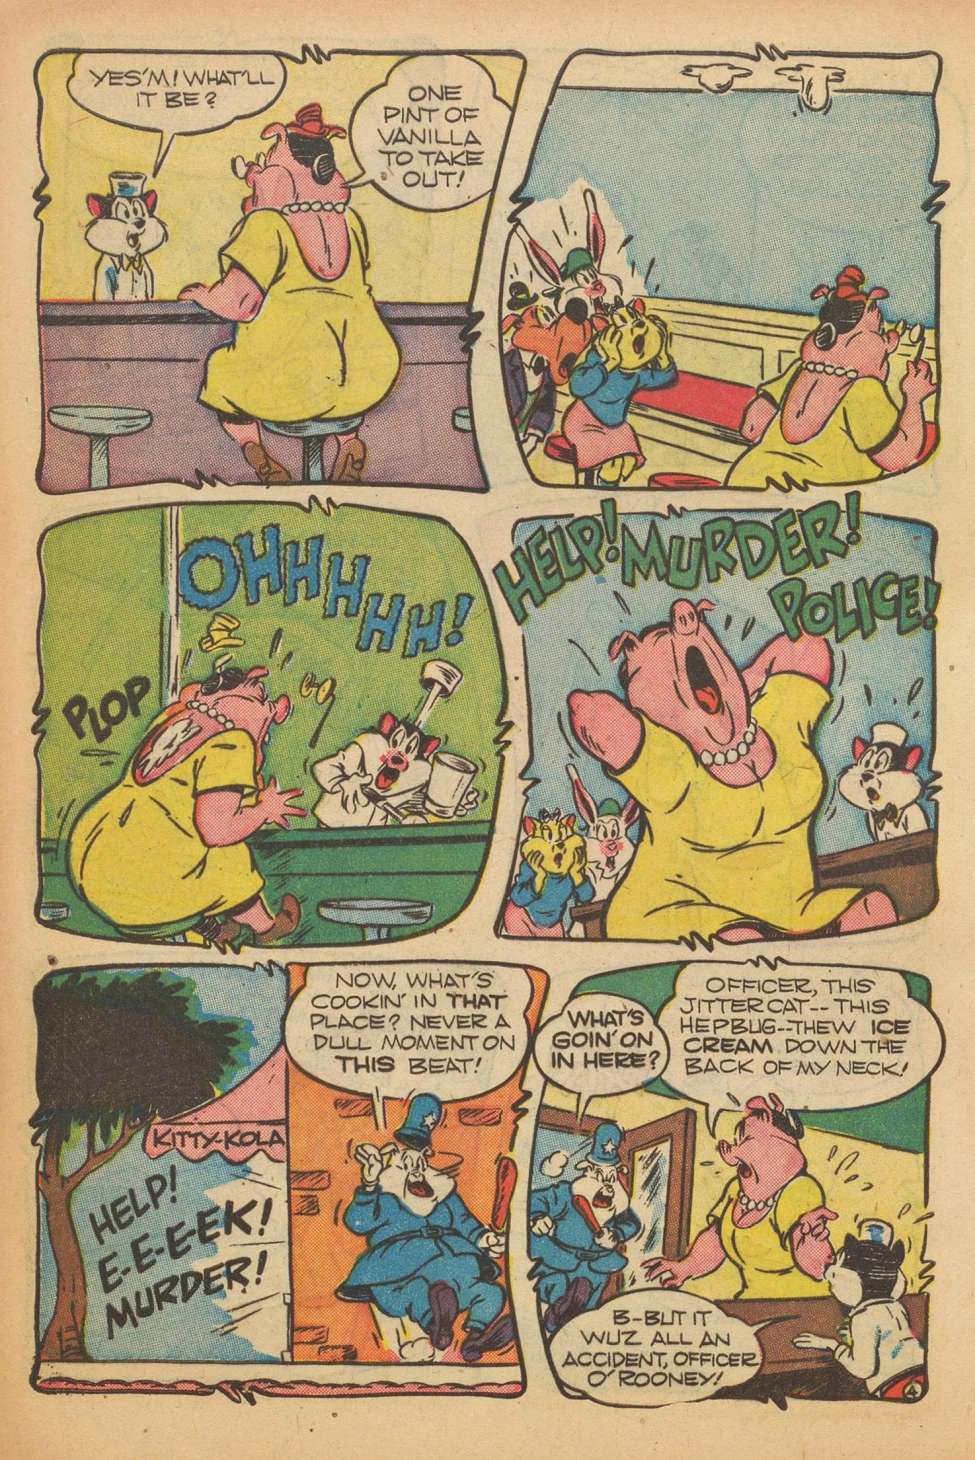 YES'M! WHAT'LL
IT BE?
ONE
PINT OF
VANILLA
TO TAKE
OUT!
PLOP
OHHHHHH!
HELP! MURDER!
POLICE!
KITTY-KOLA
HELP!
E-E-E-EK!
MURDER!
NOW, WHAT'S
COOKIN' IN THAT
PLACE? NEVER A
DULL MOMENT ON
THIS BEAT!
WHAT'S
GOIN' ON
IN HERE?
OFFICER, THIS
JITTERCAT--THIS
HEPBUG--THEW ICE
CREAM DOWN THE
BACK OF MY NECK!
B-BUT IT
WUZ ALL AN
ACCIDENT, OFFICER
O'ROONEY!
4